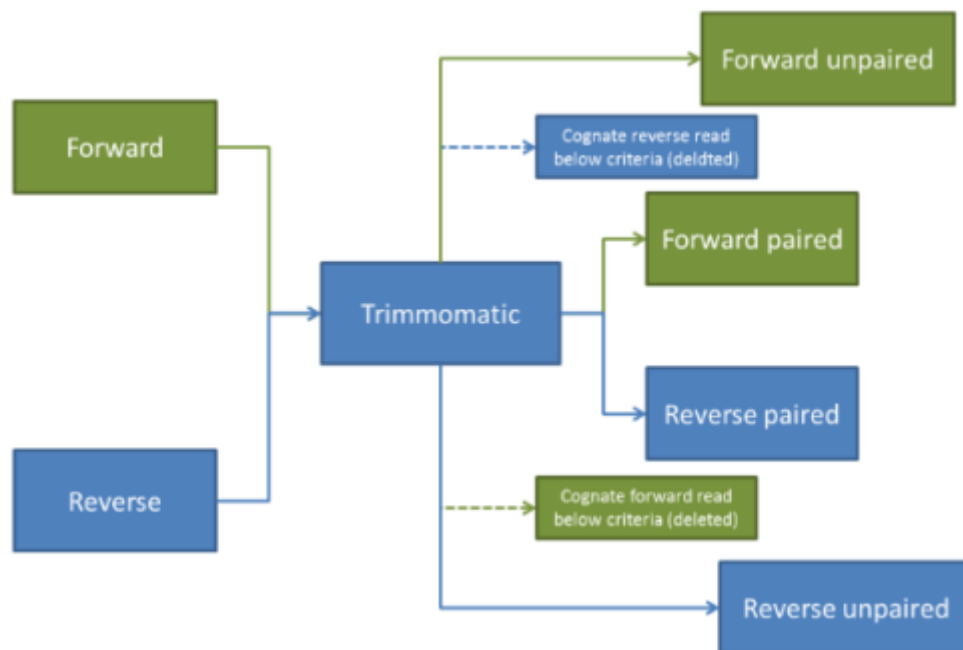 Forward unpaired
Forward
Cognate reverse read
below criteria (deldted)
Forward paired
Trimmomatic
Reverse paired
Reverse
Cognate forward read
below criteria (deleted)
Reverse unpaired